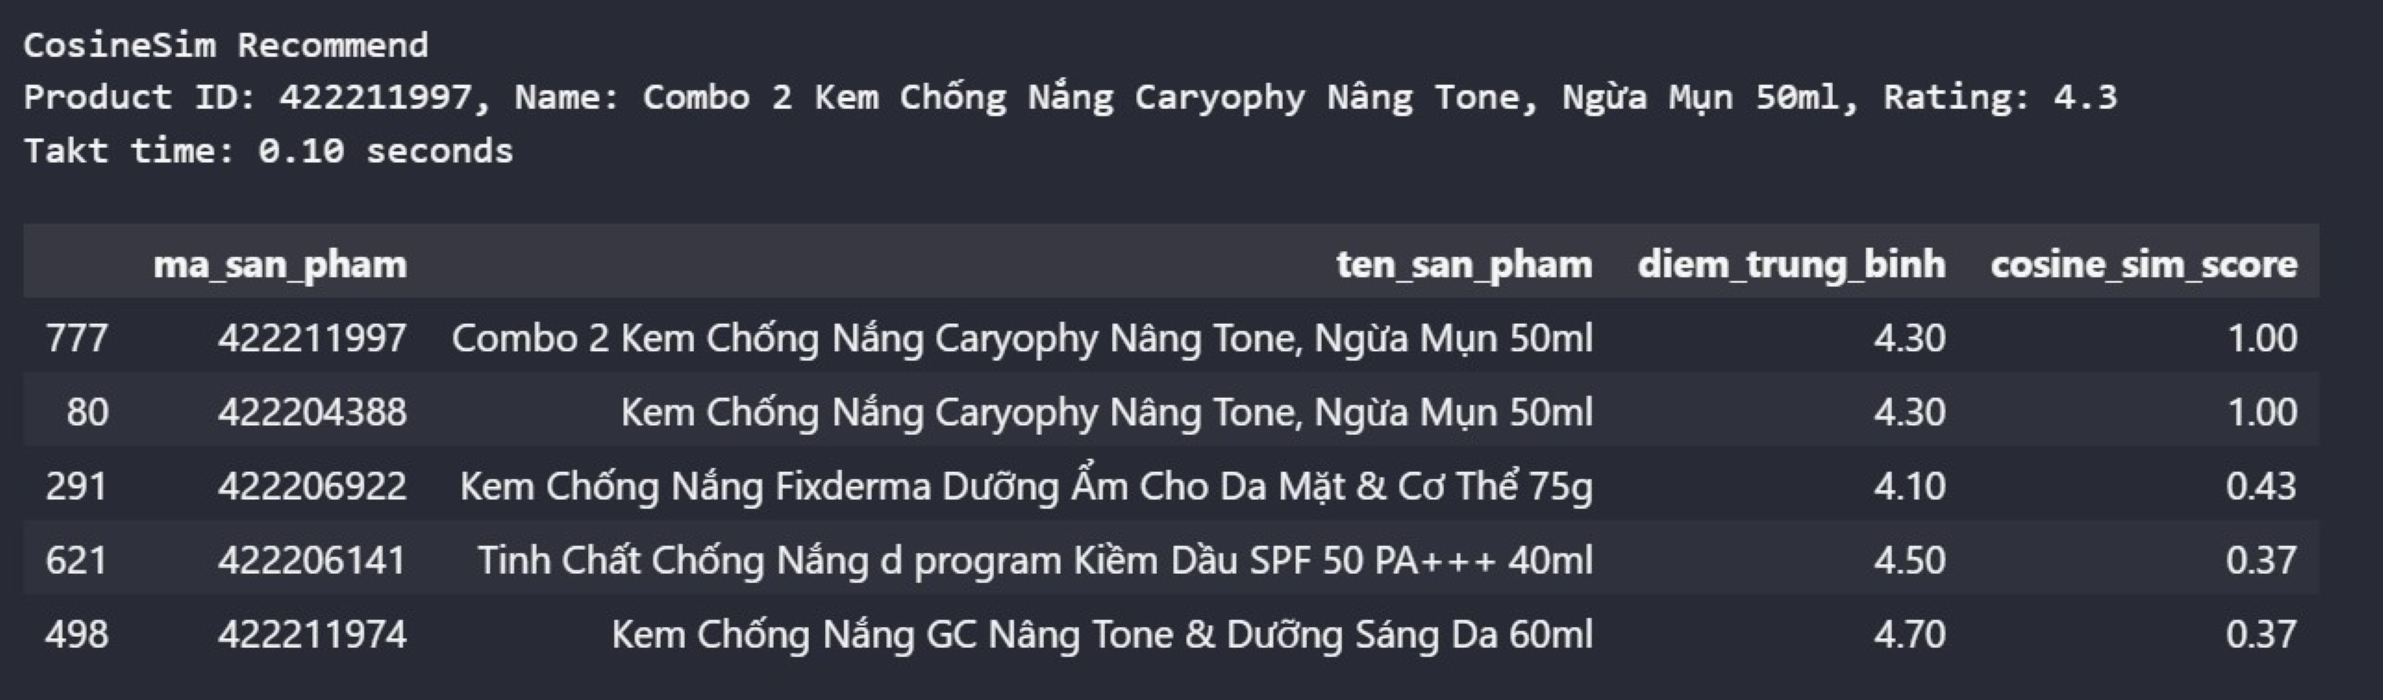 CosineSim Recommend
Product ID: 422211997, Name: Combo 2 Kem Chống Nắng Caryophy Nâng Tone, Ngừa Mụn 50ml, Rating: 4.3
Takt time: 0.10 seconds
ma_san_pham ten_san_pham diem_trung_binh cosine_sim_score
777 422211997 Combo 2 Kem Chống Nắng Caryophy Nâng Tone, Ngừa Mụn 50ml 4.30 1.00
80 422204388 Kem Chống Nắng Caryophy Nâng Tone, Ngừa Mụn 50ml 4.30 1.00
291 422206922 Kem Chống Nắng Fixderma Dưỡng Ẩm Cho Da Mặt & Cơ Thể 75g 4.10 0.43
621 422206141 Tinh Chất Chống Nắng d program Kiềm Dầu SPF 50 PA+++ 40ml 4.50 0.37
498 422211974 Kem Chống Nắng GC Nâng Tone & Dưỡng Sáng Da 60ml 4.70 0.37